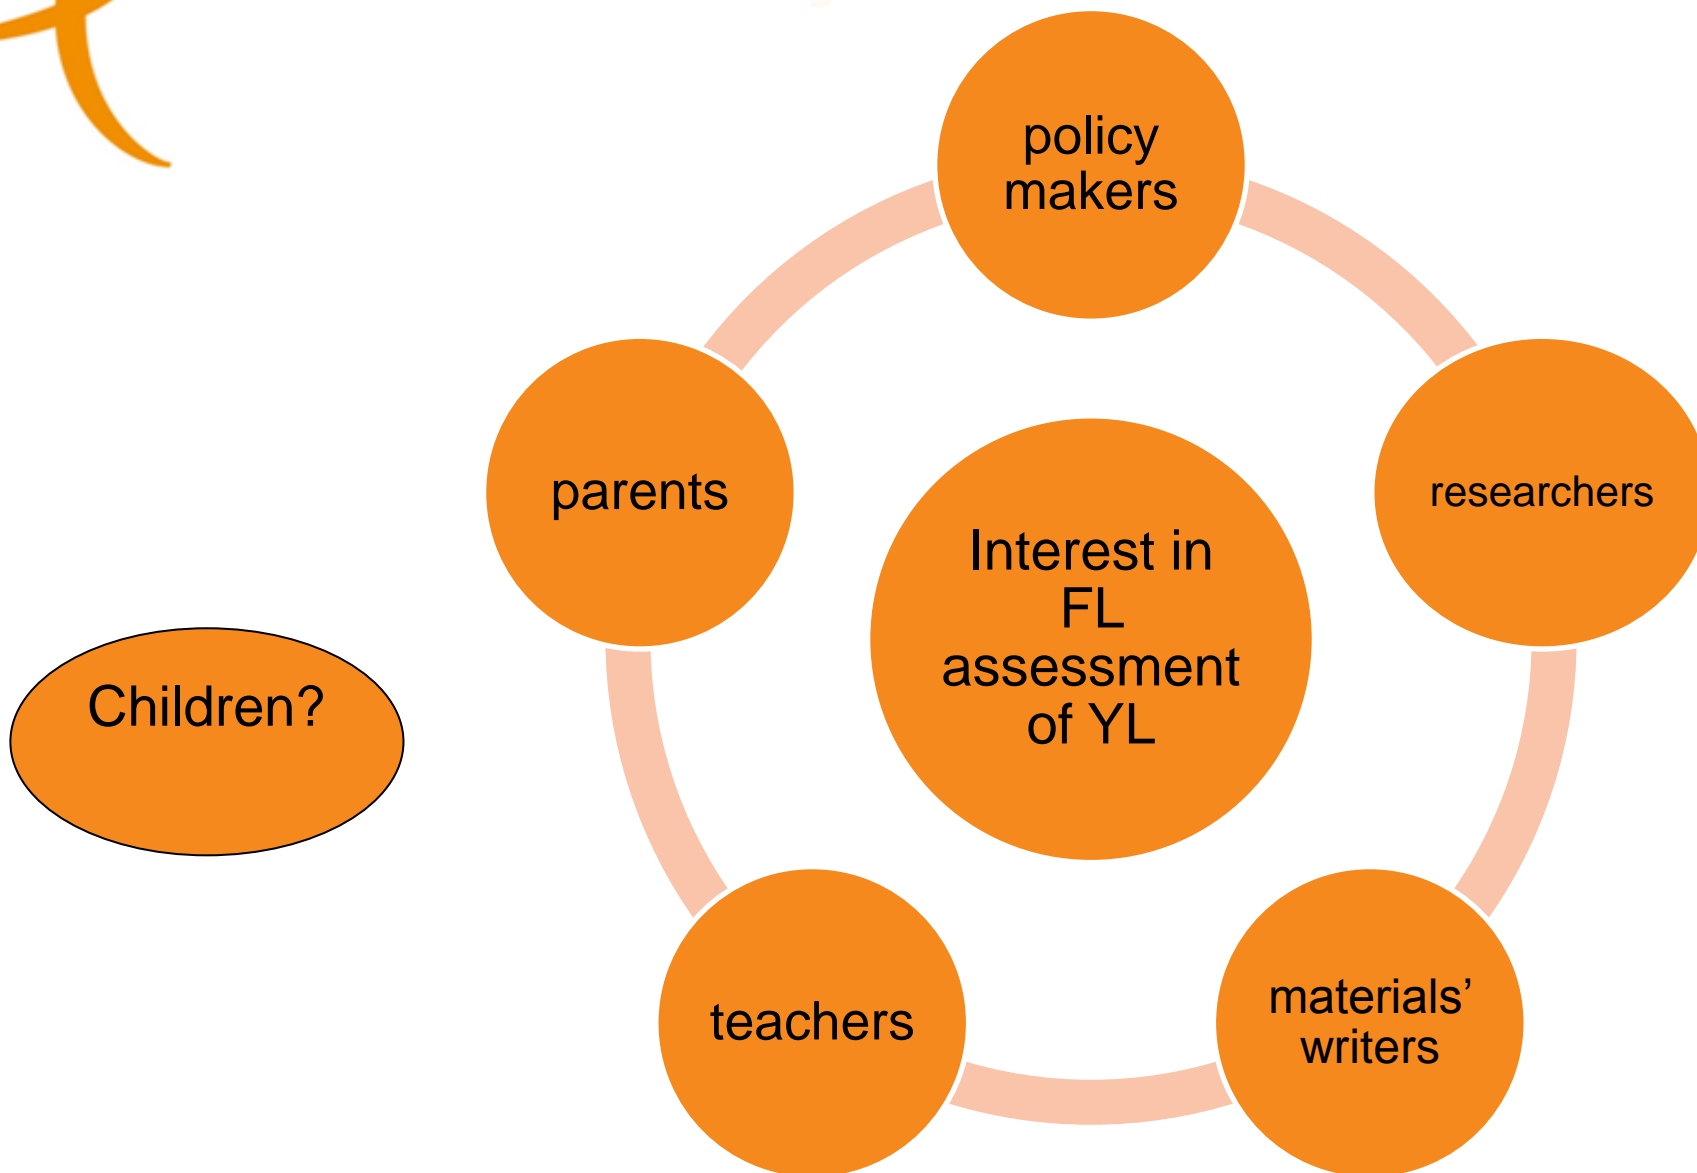 policy
makers
parents
researchers
Interest in
FL
assessment
of YL
Children?
teachers
materials’
writers